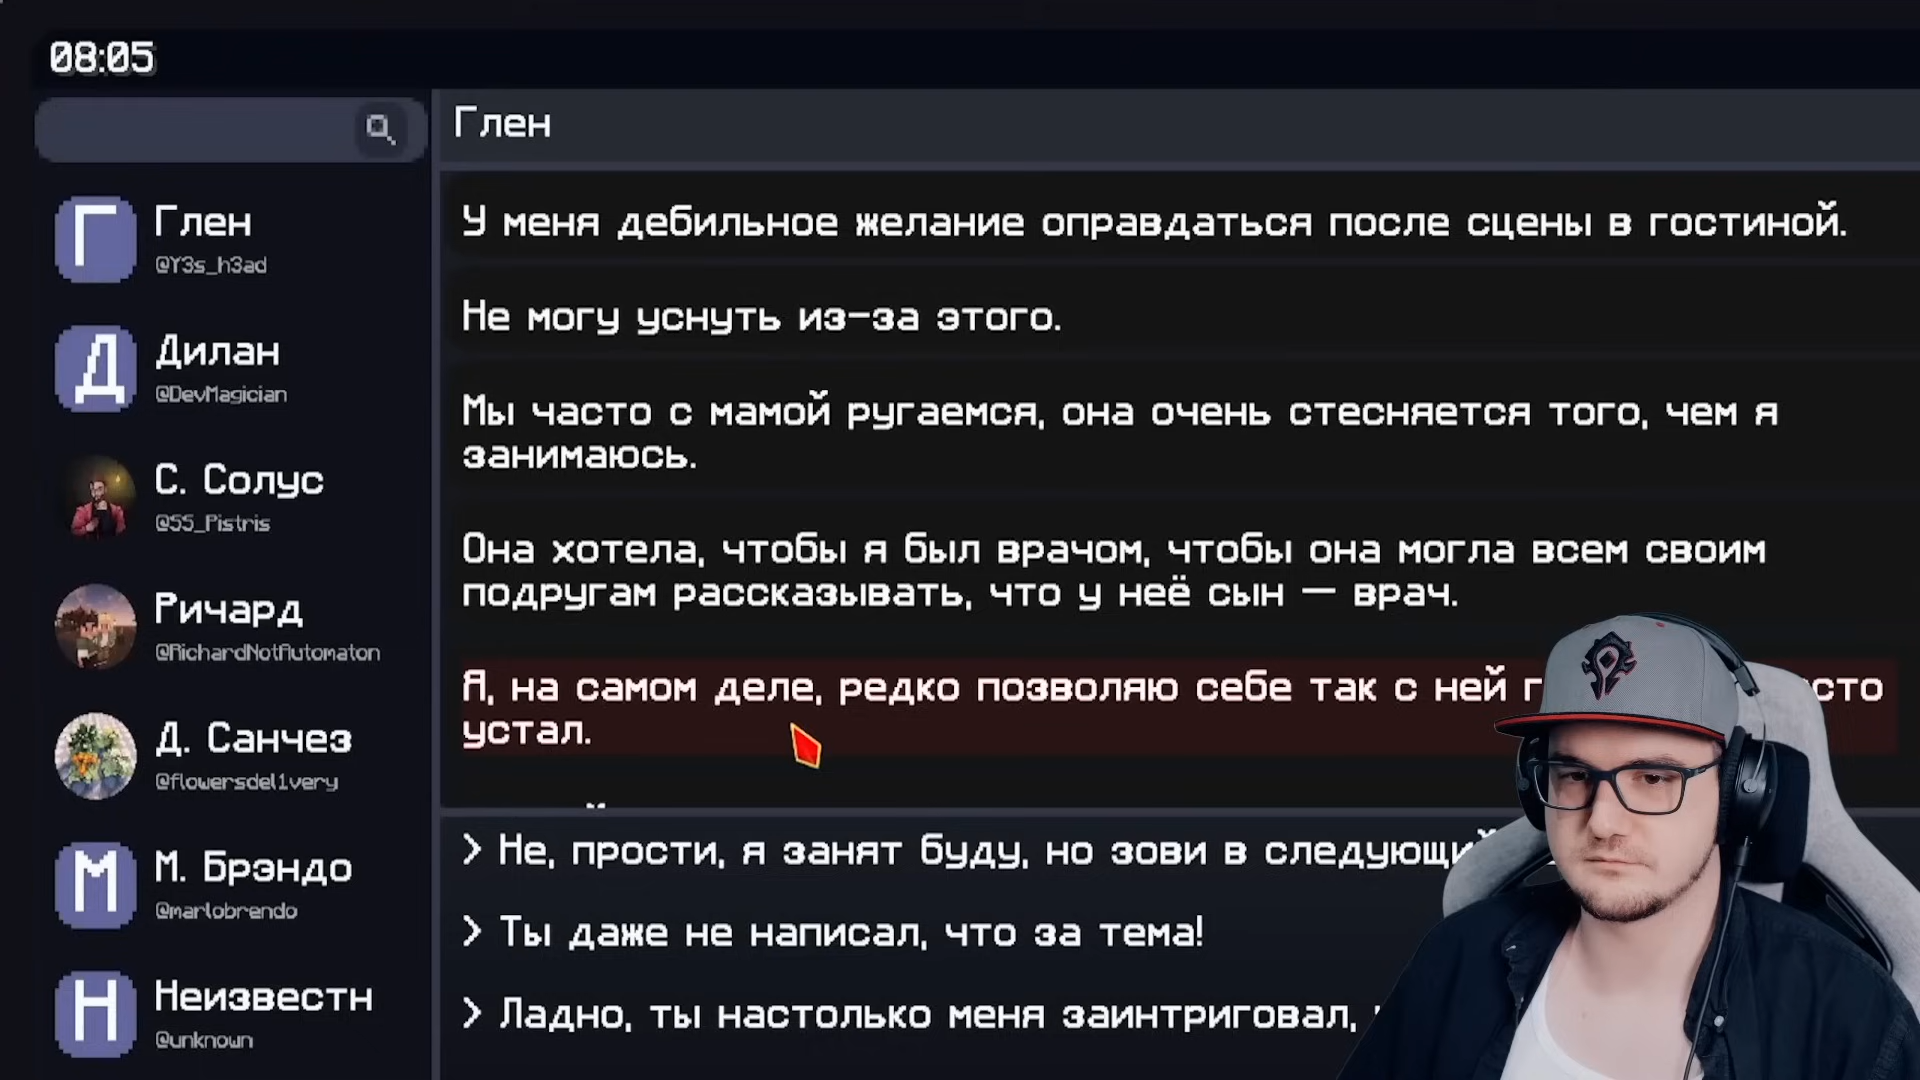 08:05
Глен
Глен
@Y3s_h3ad
Дилан
@DevMagician
С. Солус
@SS_Pistris
Ричард
@RichardNotAutomaton
Д. Санчез
@flowersdel1very
М. Брэндо
@marlobrendo
Неизвестн
@unknown
У меня дебильное желание оправдаться после сцены в гостиной.
Не могу уснуть из-за этого.
Мы часто с мамой ругаемся, она очень стесняется того, чем я
занимаюсь.
Она хотела, чтобы я был врачом, чтобы она могла всем своим
подругам рассказывать, что у неё сын — врач.
Я, на самом деле, редко позволяю себе так с ней
устал.
> Не, прости, я занят буду, но зови в следующий
> Ты даже не написал, что за тема!
> Ладно, ты настолько меня заинтриговал,